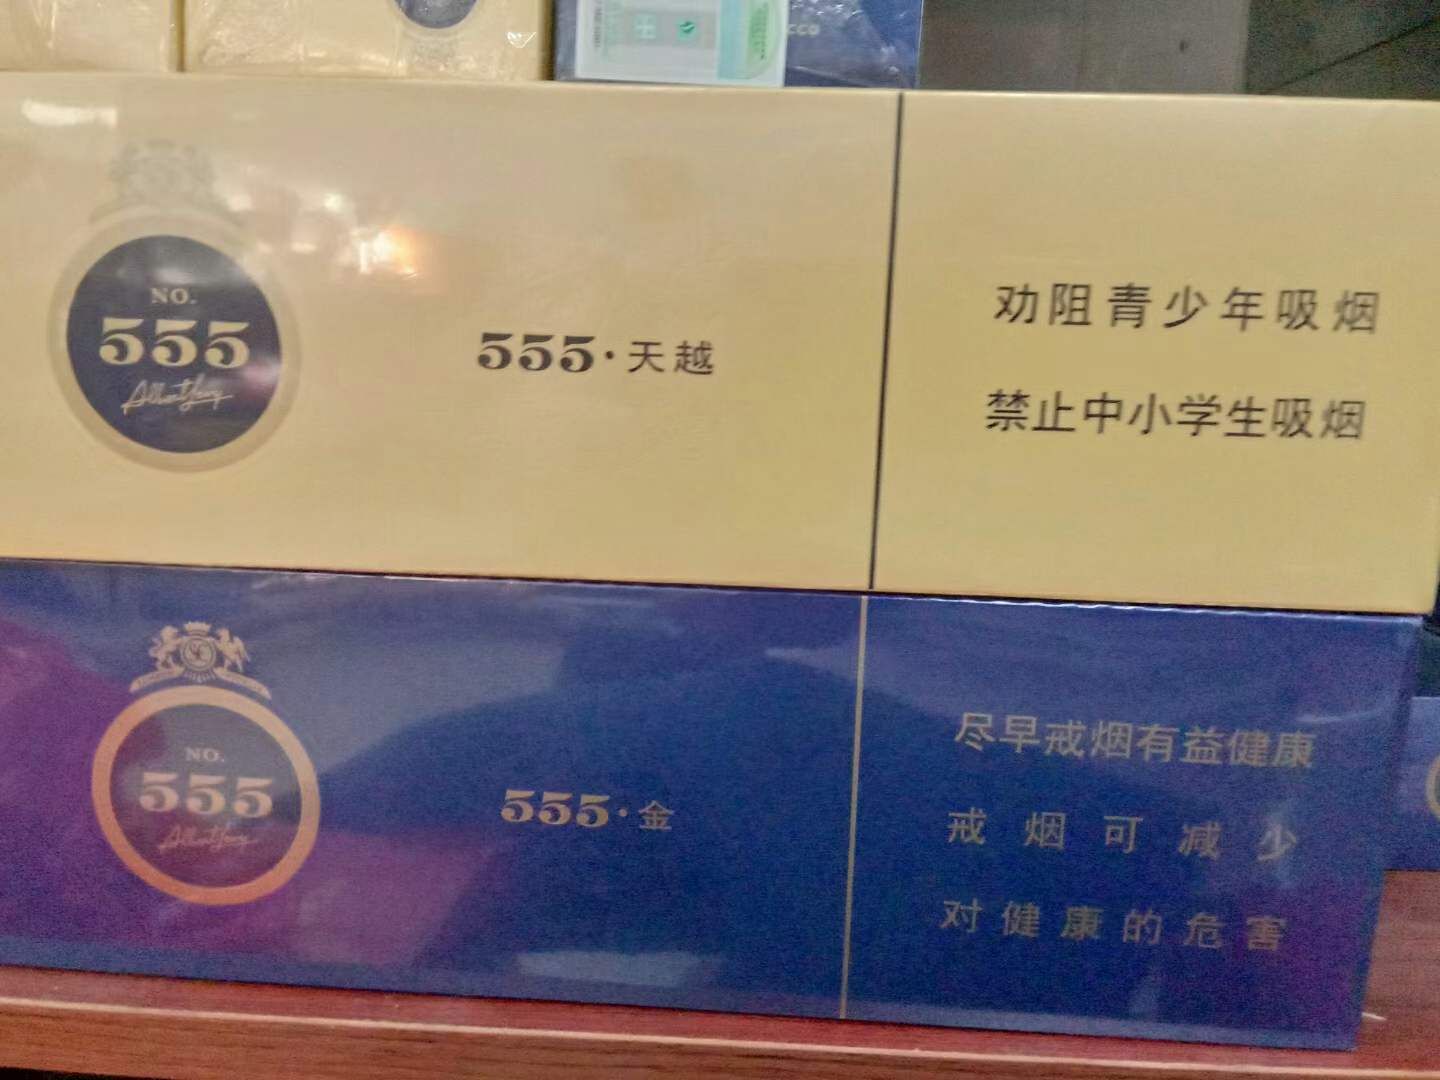 NO.
555
555·天越
劝阻青少年吸烟
禁止中小学生吸烟
NO.
555
555·金
尽早戒烟有益健康
戒烟可减少
对健康的危害